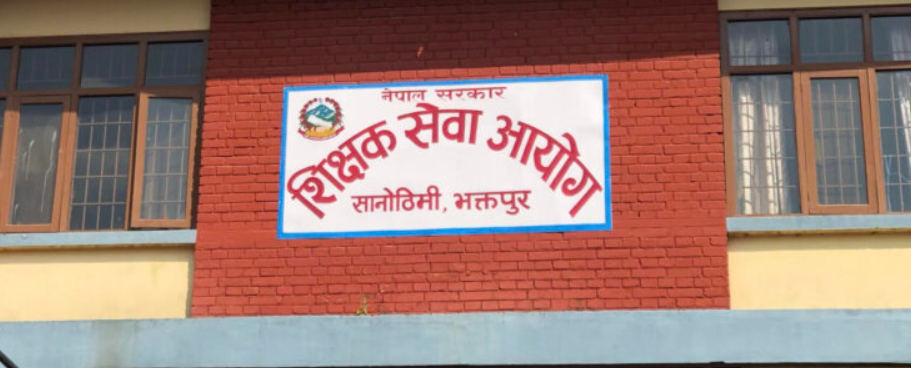 नेपाल सरकार
शिक्षक सेवा आयोग
सानोठिमी, भक्तपुर